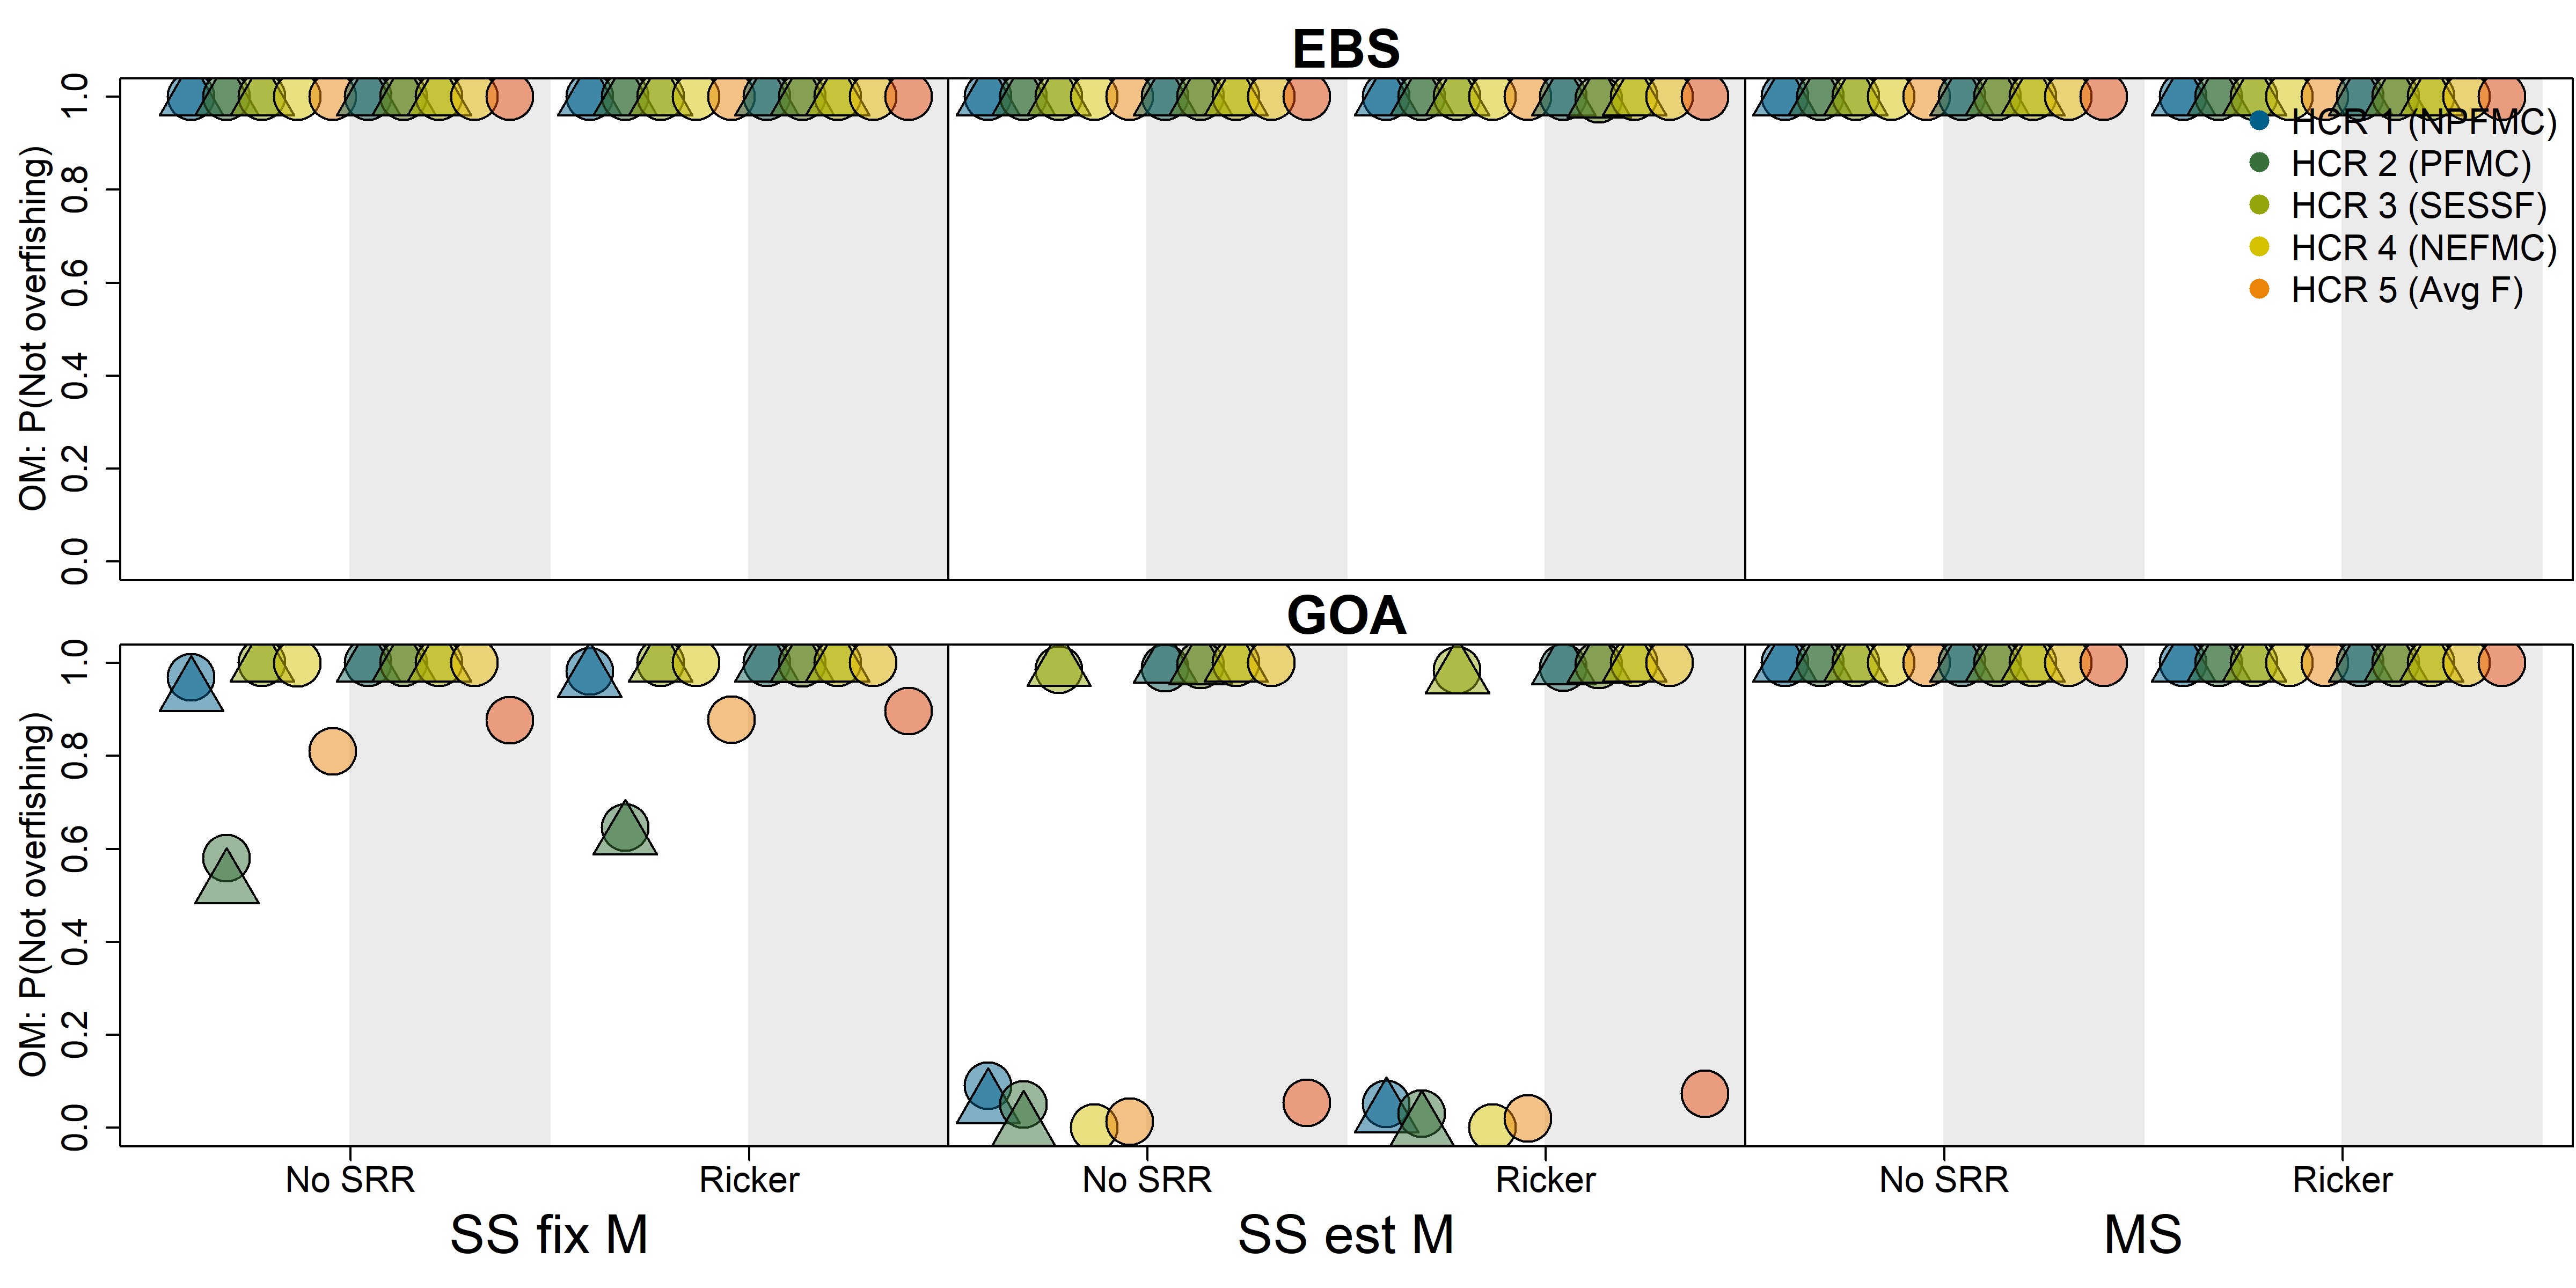 EBS
OM: P(Not overfishing)
1.0
0.8
0.6
0.4
0.2
0.0
HCR 1 (NPFMC)
HCR 2 (PFMC)
HCR 3 (SESSF)
HCR 4 (NEFMC)
HCR 5 (Avg F)
GOA
OM: P(Not overfishing)
1.0
0.8
0.6
0.4
0.2
0.0
No SRR Ricker No SRR Ricker No SRR Ricker
SS fix M SS est M MS